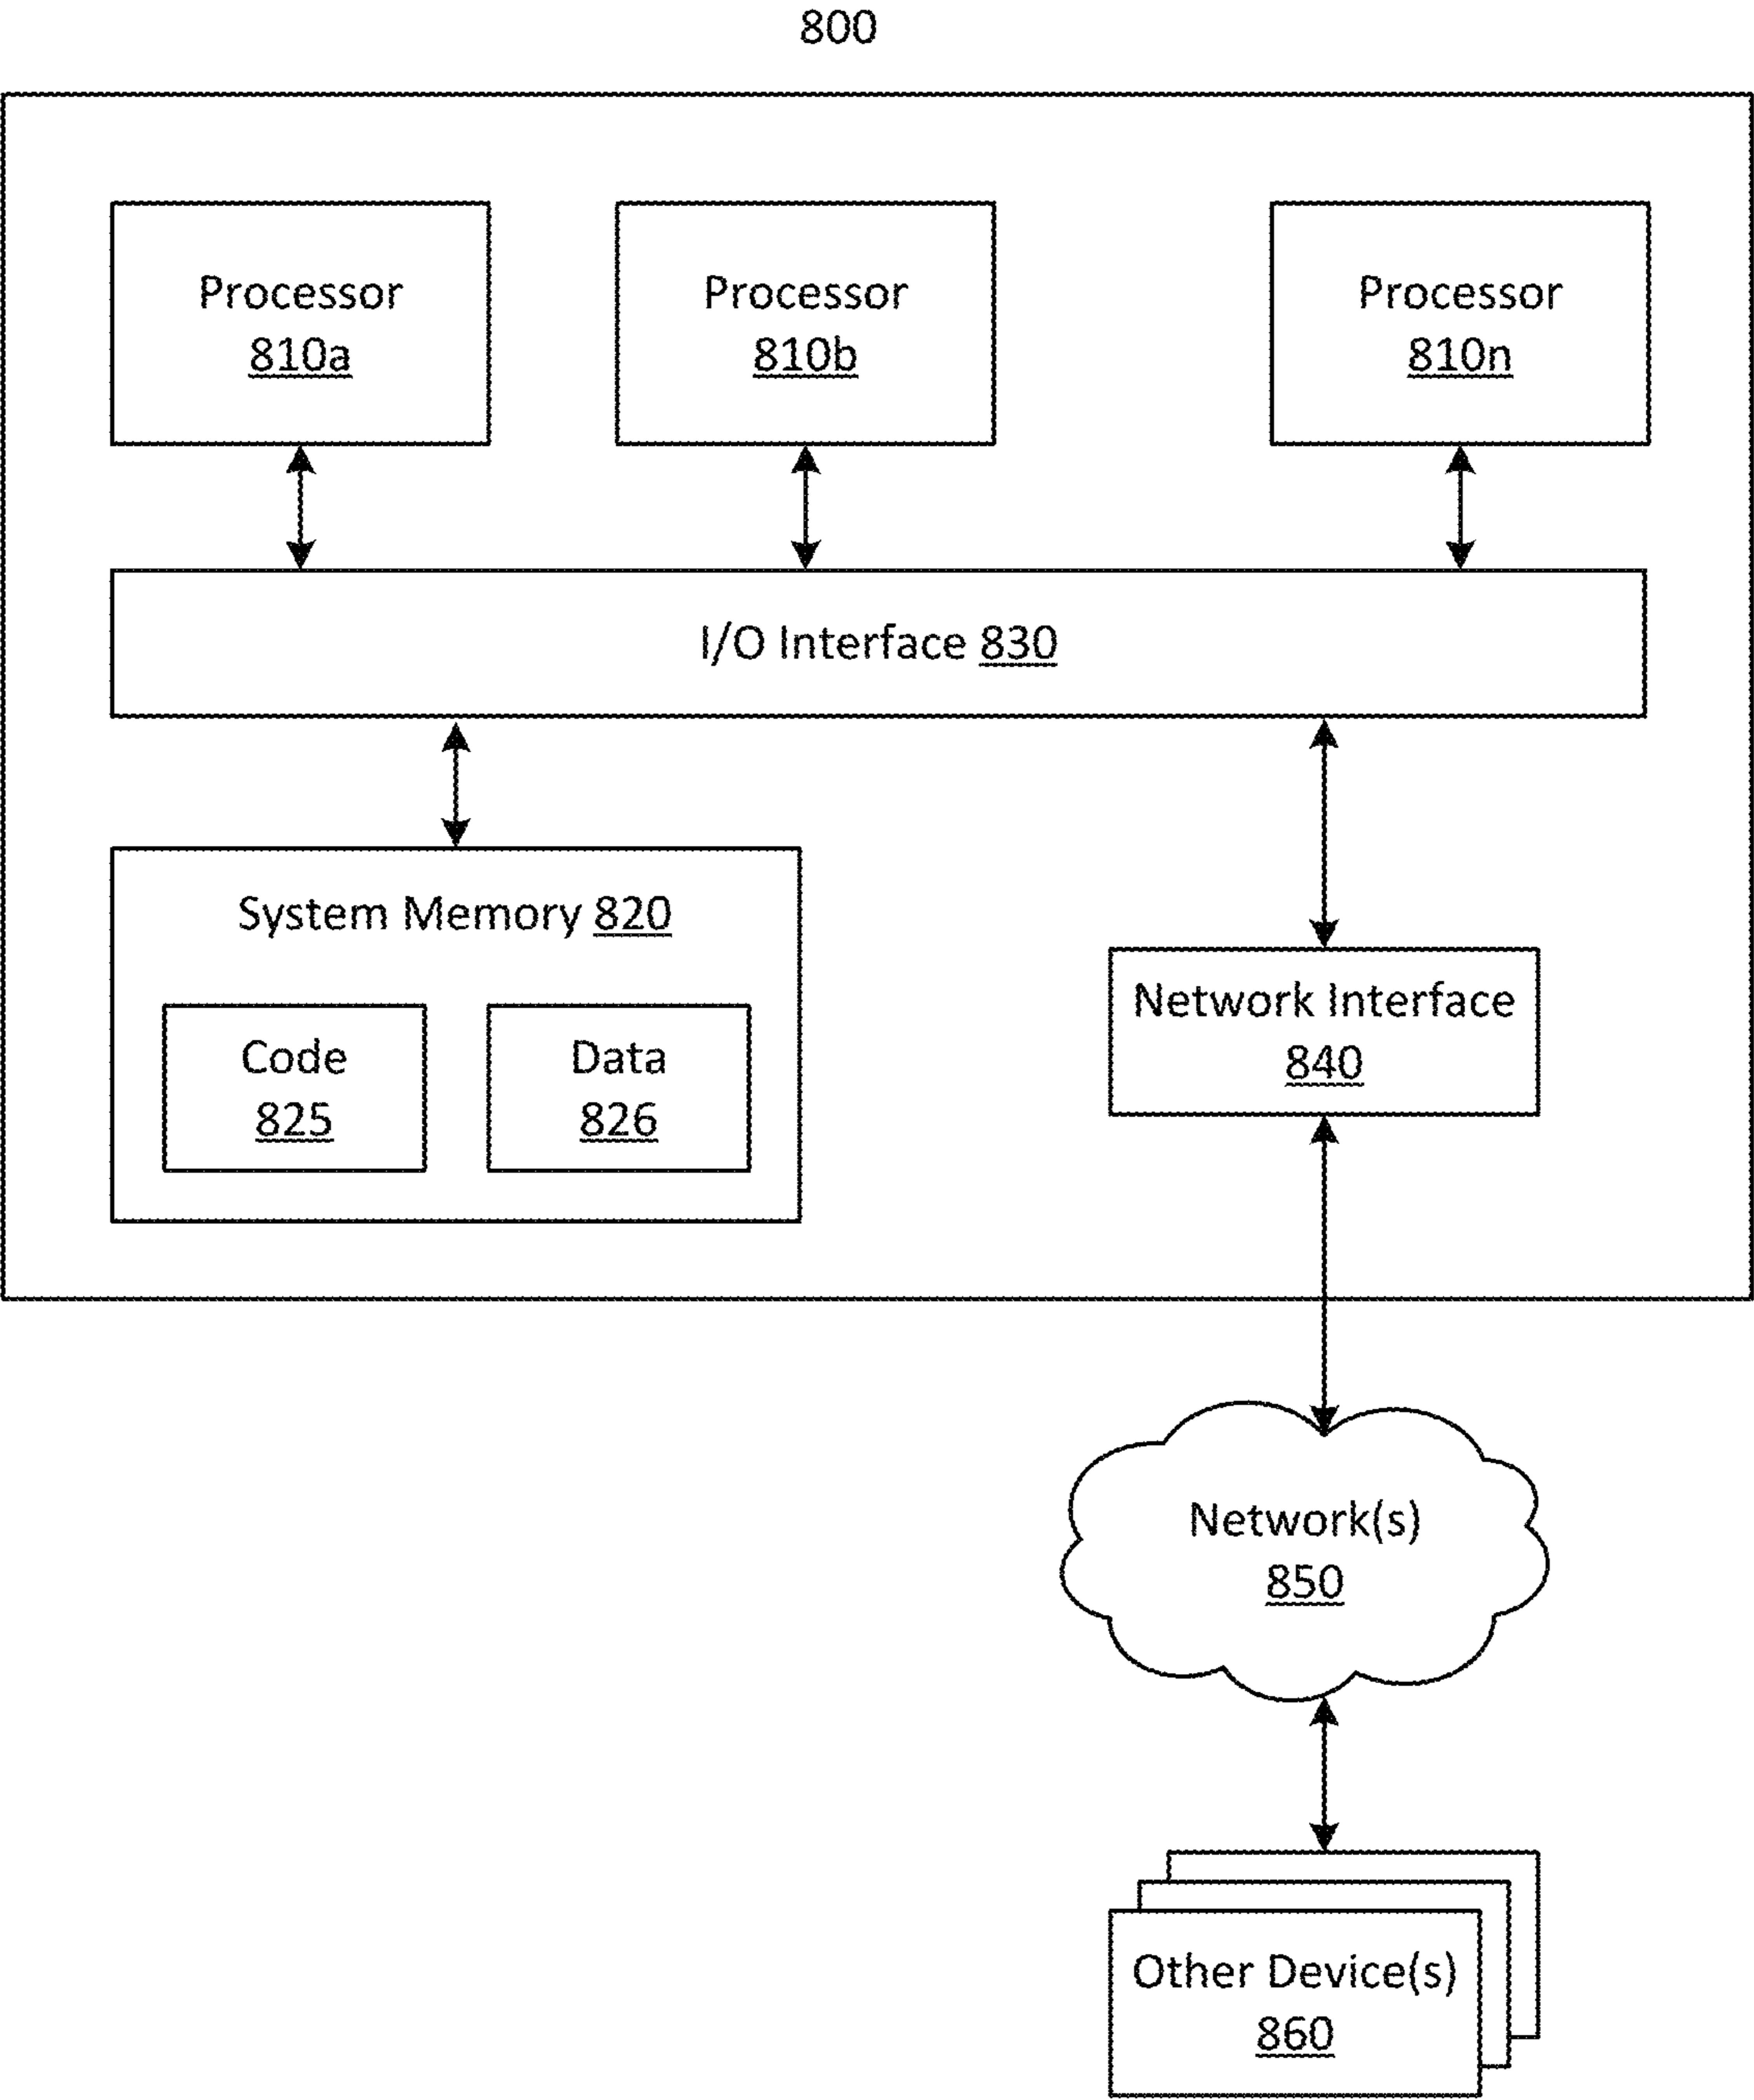 800
Processor
810a
Processor
810b
Processor
810n
I/O Interface 830
System Memory 820
Code
825
Data
826
Network Interface
840
Network(s)
850
Other Device(s)
860